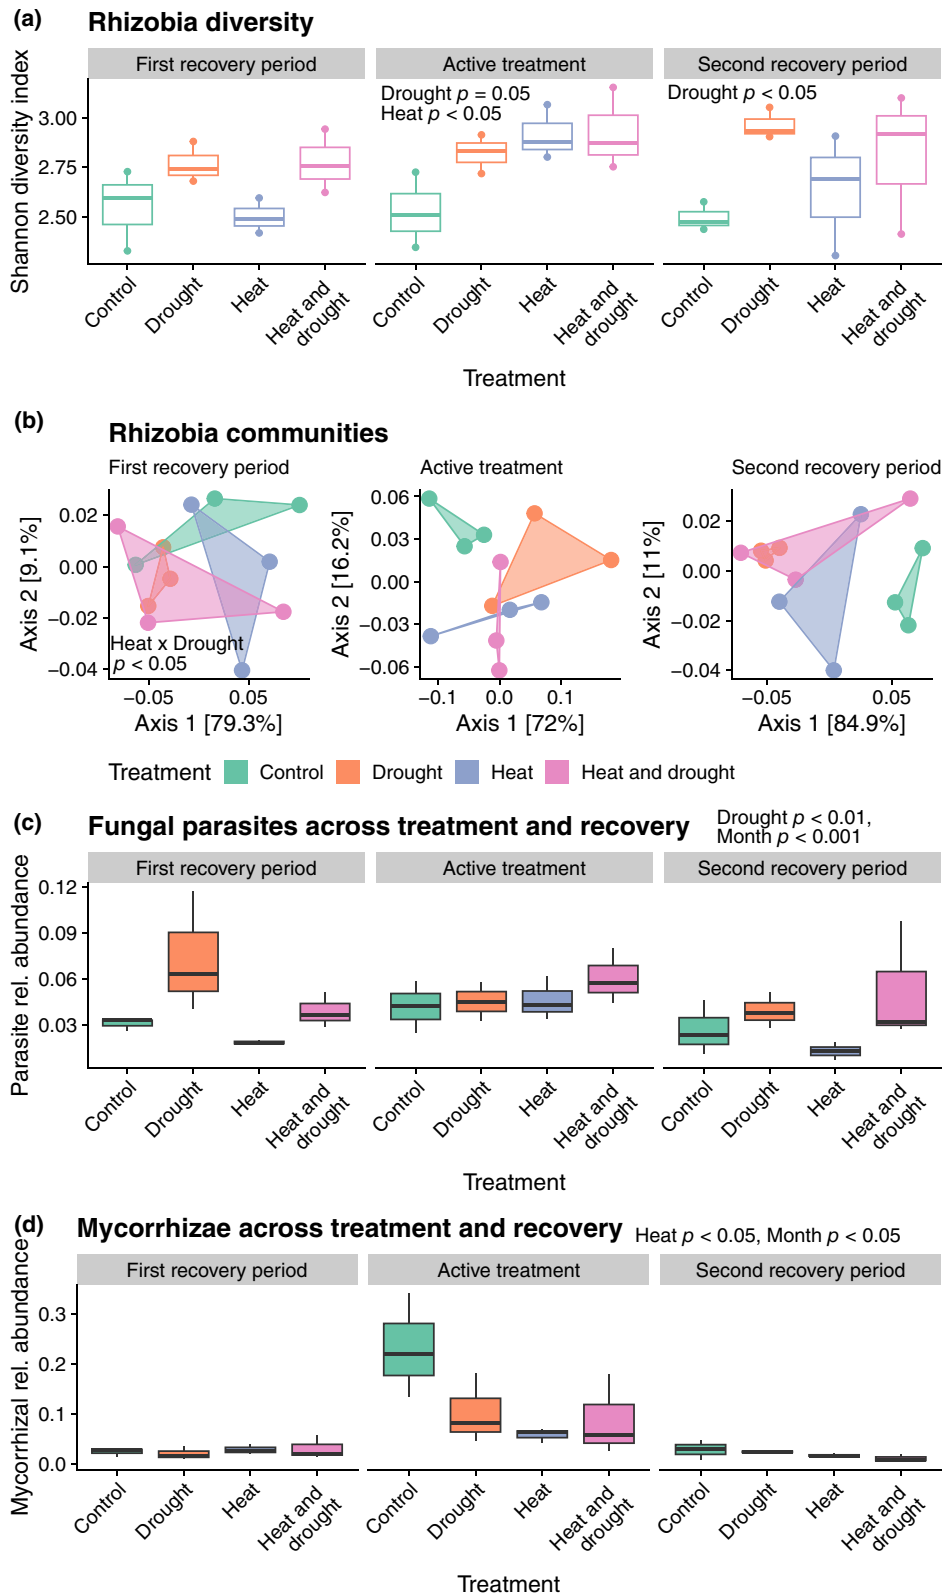 (a) Rhizobia diversity
First recovery period Active treatment Second recovery period
Shannon diversity index
Drought p = 0.05
Heat p < 0.05
Drought p < 0.05
3.00
2.75
2.50
Control Drought Heat Heat and drought Control Drought Heat Heat and drought Control Drought Heat Heat and drought
Treatment
(b) Rhizobia communities
First recovery period Active treatment Second recovery period
Axis 2 [9.1%]
0.02
0.00
−0.02
−0.04
Heat x Drought
p < 0.05
−0.05 0.05
Axis 1 [79.3%]
Axis 2 [16.2%]
0.06
0.03
0.00
−0.03
−0.06
−0.1 0.0 0.1
Axis 1 [72%]
Axis 2 [11%]
0.02
0.00
−0.02
−0.04
−0.05 0.05
Axis 1 [84.9%]
Treatment Control Drought Heat Heat and drought
(c) Fungal parasites across treatment and recovery
Drought p < 0.01,
Month p < 0.001
First recovery period Active treatment Second recovery period
Parasite rel. abundance
0.12
0.09
0.06
0.03
Control Drought Heat Heat and drought Control Drought Heat Heat and drought Control Drought Heat Heat and drought
Treatment
(d) Mycorrhizae across treatment and recovery
Heat p < 0.05, Month p < 0.05
First recovery period Active treatment Second recovery period
Mycorrhizal rel. abundance
0.3
0.2
0.1
0.0
Control Drought Heat Heat and drought Control Drought Heat Heat and drought Control Drought Heat Heat and drought
Treatment